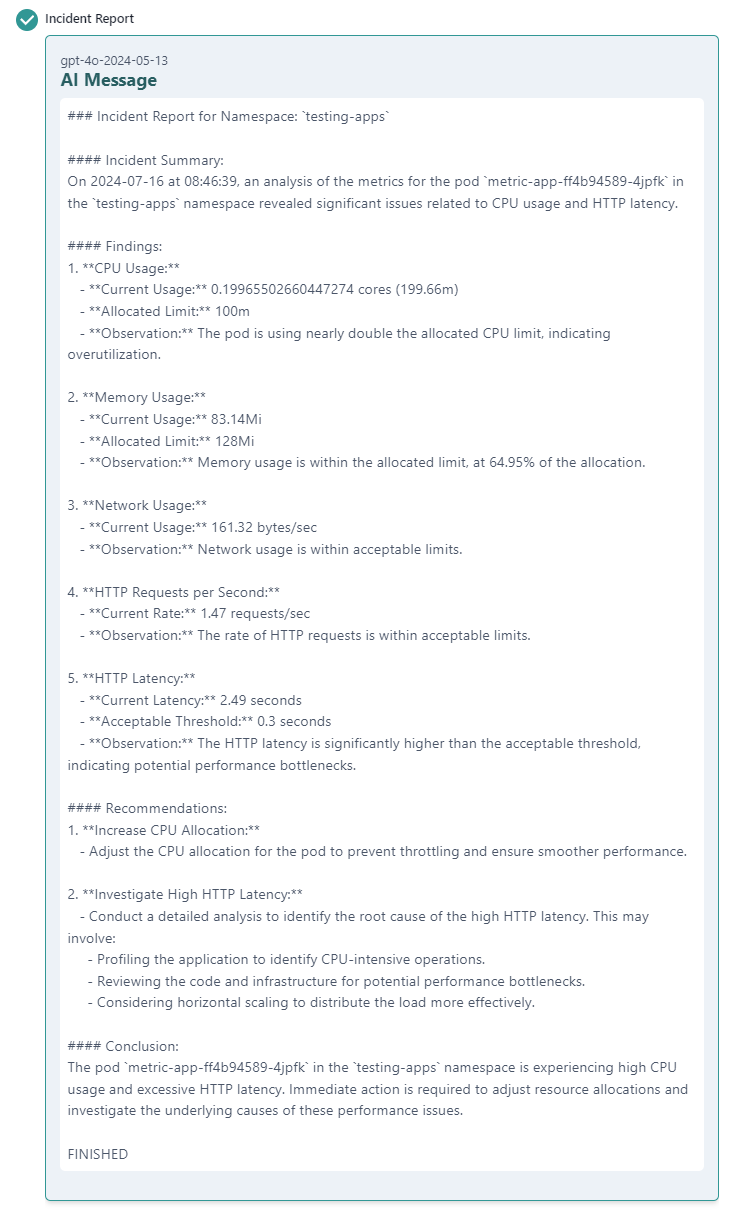 Incident Report
gpt-4o-2024-05-13
AI Message
### Incident Report for Namespace: `testing-apps`
#### Incident Summary:
On 2024-07-16 at 08:46:39, an analysis of the metrics for the pod `metric-app-ff4b94589-4jpfk` in
the `testing-apps` namespace revealed significant issues related to CPU usage and HTTP latency.
#### Findings:
1. **CPU Usage:**
- **Current Usage:** 0.19965502660447274 cores (199.66m)
- **Allocated Limit:** 100m
- **Observation:** The pod is using nearly double the allocated CPU limit, indicating
overutilization.
2. **Memory Usage:**
- **Current Usage:** 83.14Mi
- **Allocated Limit:** 128Mi
- **Observation:** Memory usage is within the allocated limit, at 64.95% of the allocation.
3. **Network Usage:**
- **Current Usage:** 161.32 bytes/sec
- **Observation:** Network usage is within acceptable limits.
4. **HTTP Requests per Second:**
- **Current Rate:** 1.47 requests/sec
- **Observation:** The rate of HTTP requests is within acceptable limits.
5. **HTTP Latency:**
- **Current Latency:** 2.49 seconds
- **Acceptable Threshold:** 0.3 seconds
- **Observation:** The HTTP latency is significantly higher than the acceptable threshold,
indicating potential performance bottlenecks.
#### Recommendations:
1. **Increase CPU Allocation:**
- Adjust the CPU allocation for the pod to prevent throttling and ensure smoother performance.
2. **Investigate High HTTP Latency:**
- Conduct a detailed analysis to identify the root cause of the high HTTP latency. This may
involve:
- Profiling the application to identify CPU-intensive operations.
- Reviewing the code and infrastructure for potential performance bottlenecks.
- Considering horizontal scaling to distribute the load more effectively.
#### Conclusion:
The pod `metric-app-ff4b94589-4jpfk` in the `testing-apps` namespace is experiencing high CPU
usage and excessive HTTP latency. Immediate action is required to adjust resource allocations and
investigate the underlying causes of these performance issues.
FINISHED